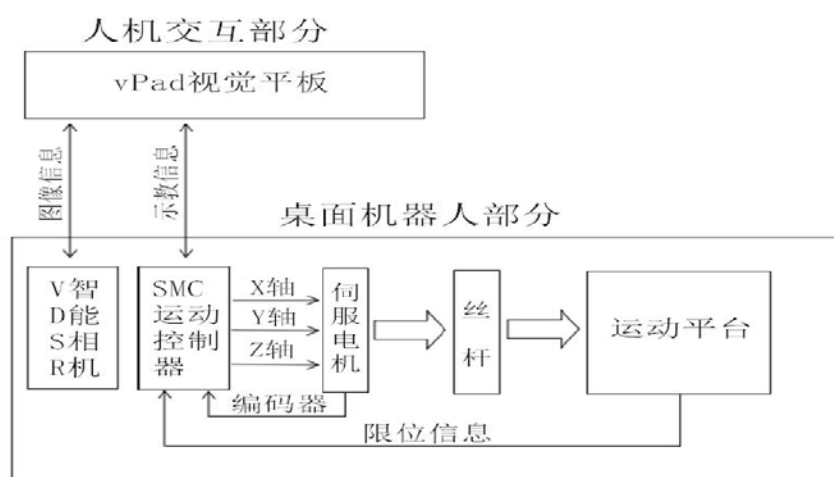 人机交互部分
vPad视觉平板
图像信息
示教信息
桌面机器人部分
V智
D能
S相
R机
SMC
运动
控制
器
X轴
Y轴
Z轴
伺
服
电
机
丝
杆
运动平台
编码器
限位信息